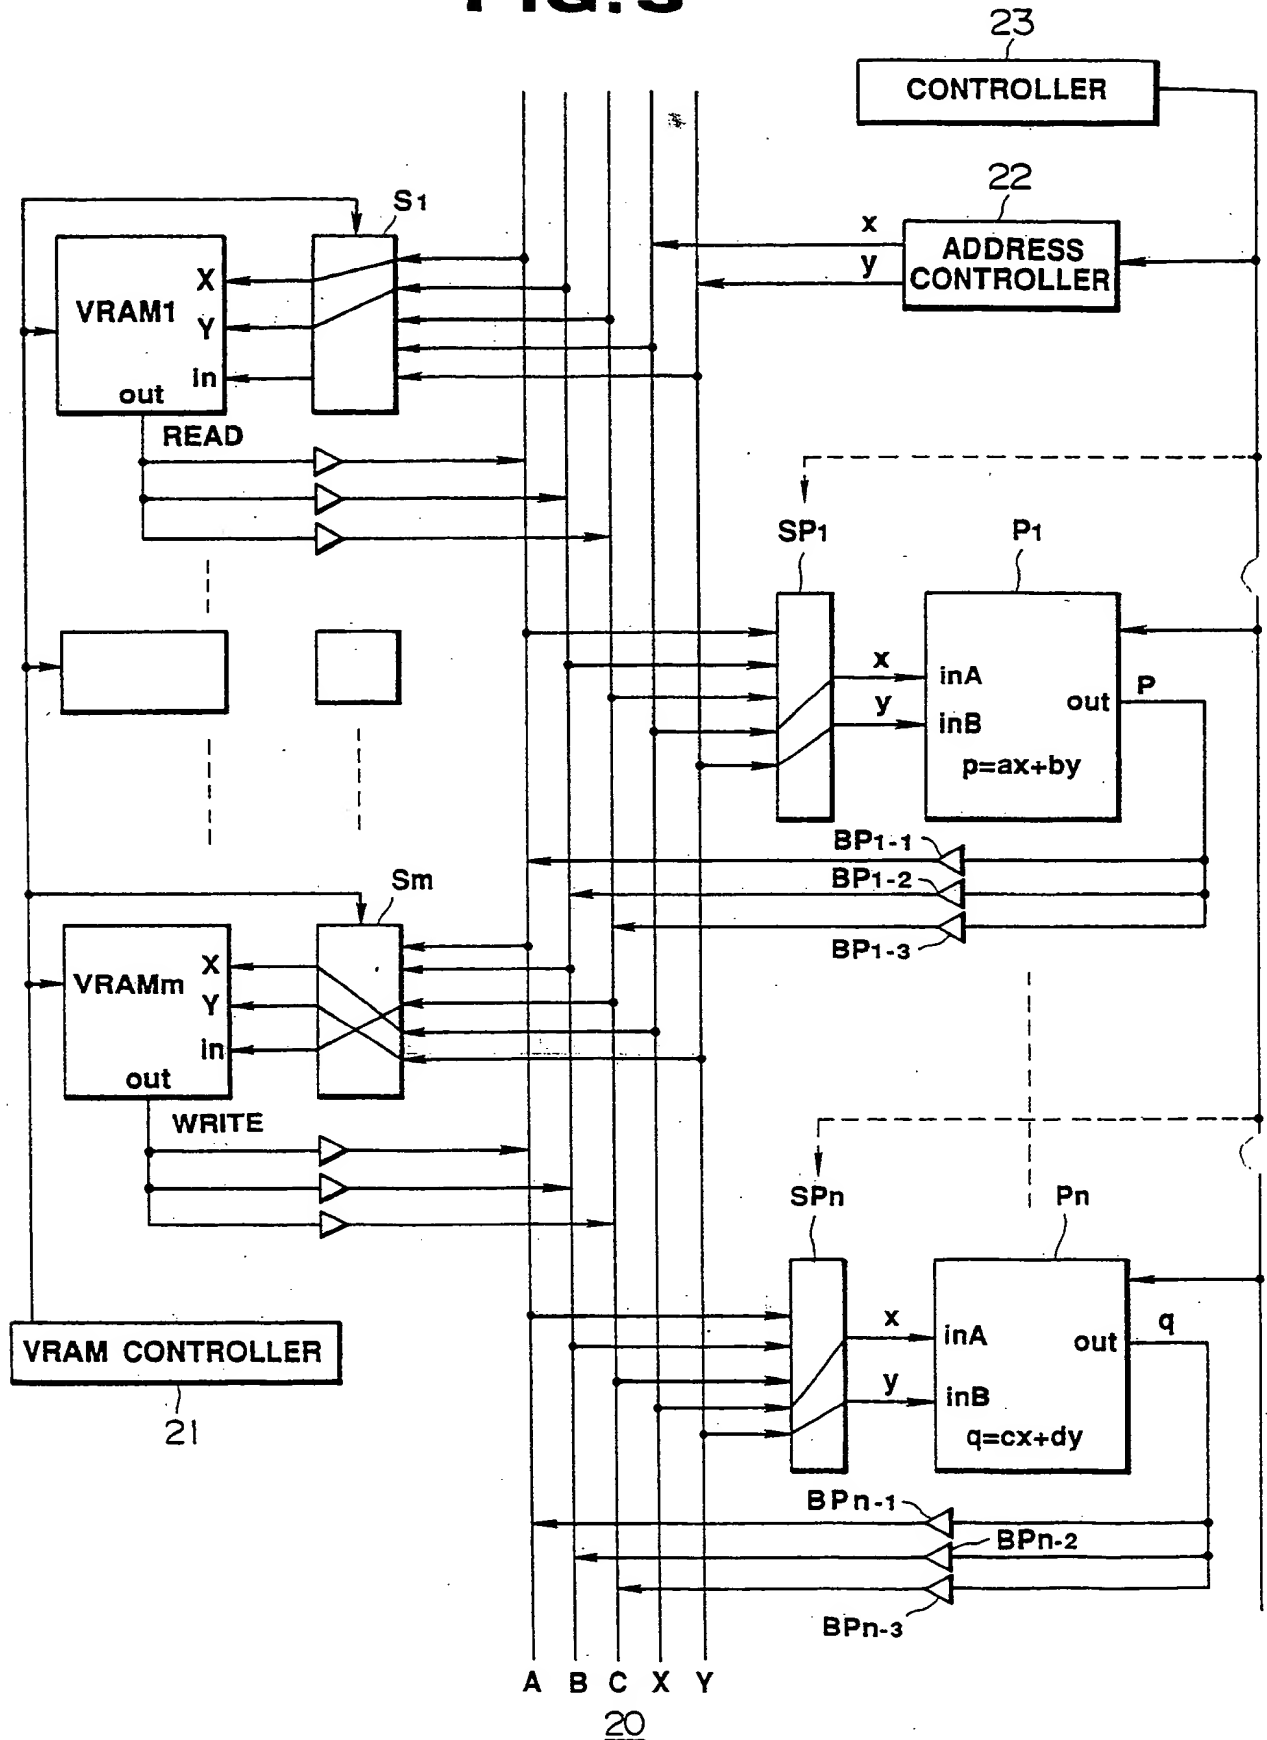 23
CONTROLLER
22
ADDRESS
CONTROLLER
x
y
S1
VRAM1
X
Y
in
out
READ
SP1
P1
x
y
inA
inB
out
P
p=ax+by
BP1-1
BP1-2
BP1-3
Sm
VRAMm
X
Y
in
out
WRITE
SPn
Pn
x
y
inA
inB
out
q
q=cx+dy
VRAM CONTROLLER
21
BPn-1
BPn-2
BPn-3
A B C X Y
20